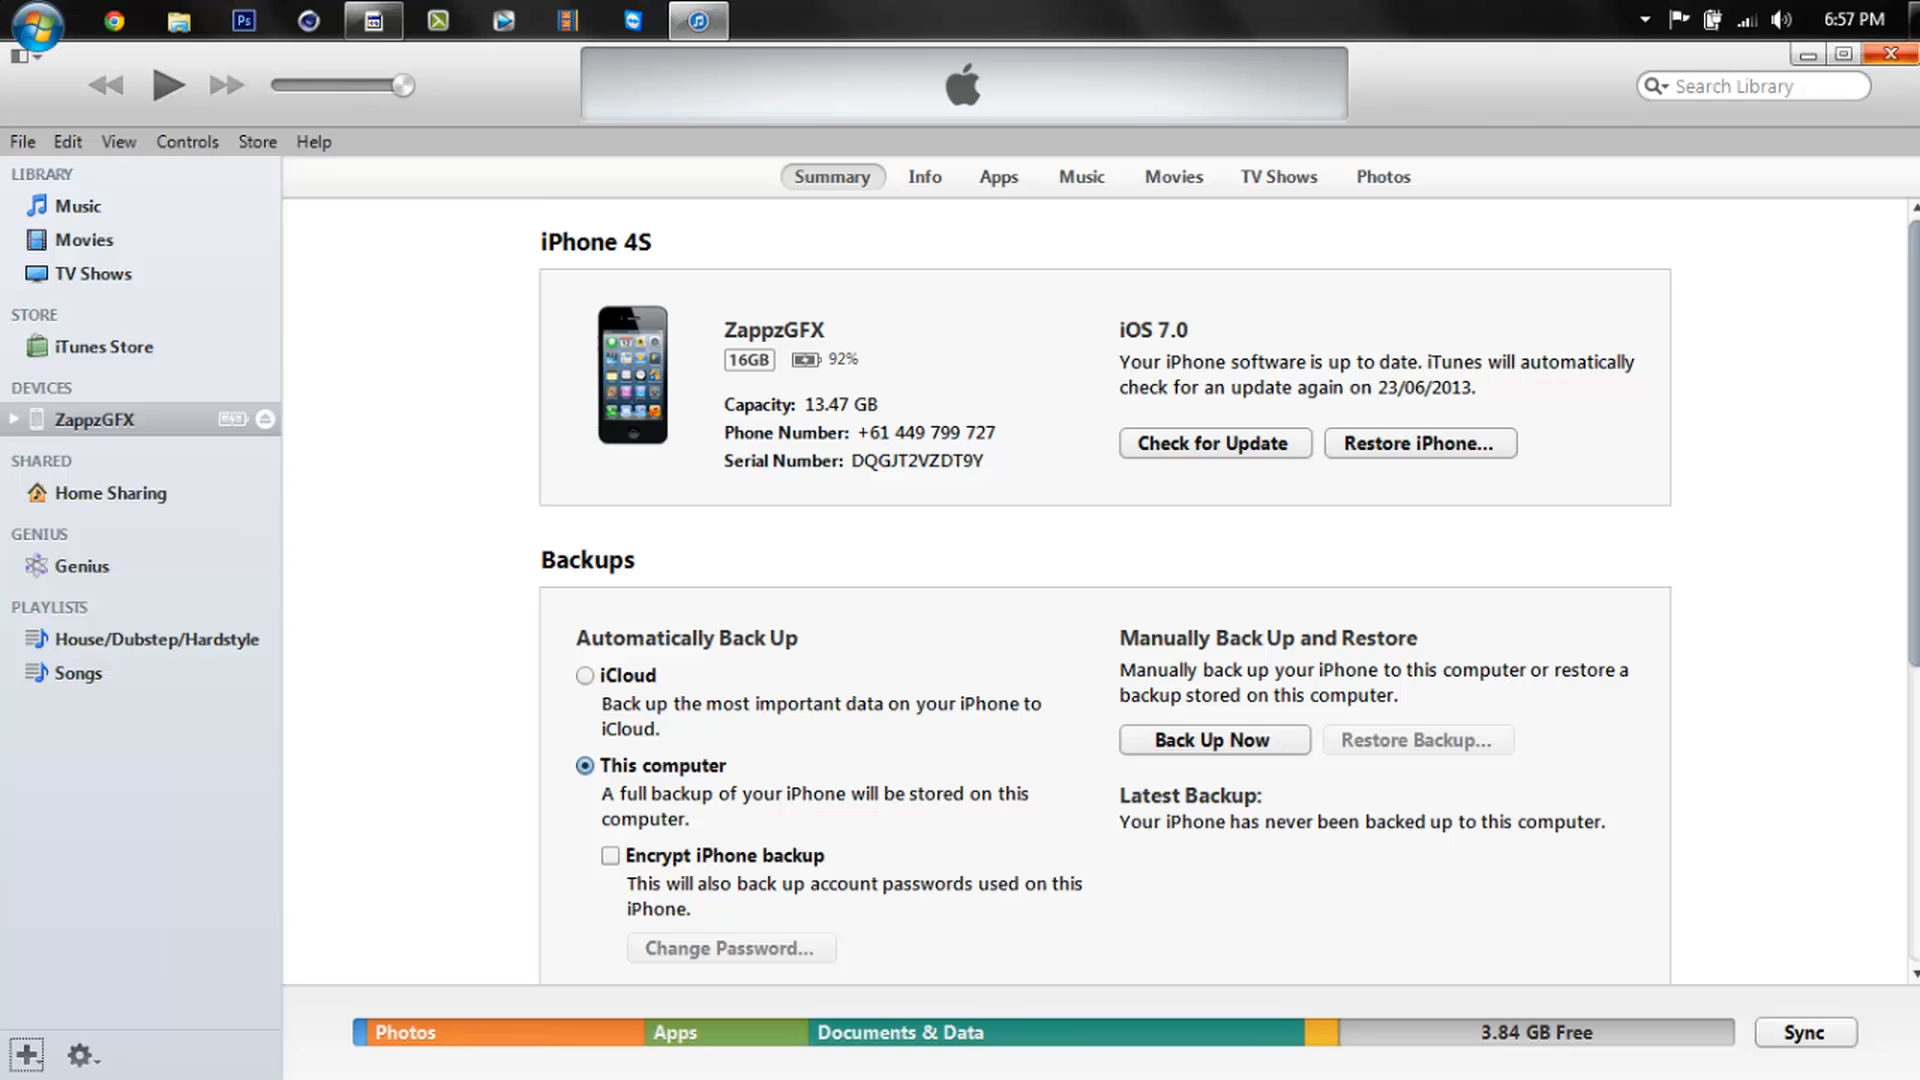 Ps
6:57 PM
Search Library
File Edit View Controls Store Help
LIBRARY
Music
Movies
TV Shows
STORE
iTunes Store
DEVICES
ZappzGFX
SHARED
Home Sharing
GENIUS
Genius
PLAYLISTS
House/Dubstep/Hardstyle
Songs
Summary Info Apps Music Movies TV Shows Photos
iPhone 4S
ZappzGFX
16GB 92%
Capacity: 13.47 GB
Phone Number: +61 449 799 727
Serial Number: DQGJT2VZDT9Y
iOS 7.0
Your iPhone software is up to date. iTunes will automatically
check for an update again on 23/06/2013.
Check for Update Restore iPhone...
Backups
Automatically Back Up
iCloud
Back up the most important data on your iPhone to
iCloud.
This computer
A full backup of your iPhone will be stored on this
computer.
Encrypt iPhone backup
This will also back up account passwords used on this
iPhone.
Change Password...
Manually Back Up and Restore
Manually back up your iPhone to this computer or restore a
backup stored on this computer.
Back Up Now Restore Backup...
Latest Backup:
Your iPhone has never been backed up to this computer.
Photos Apps Documents & Data 3.84 GB Free Sync